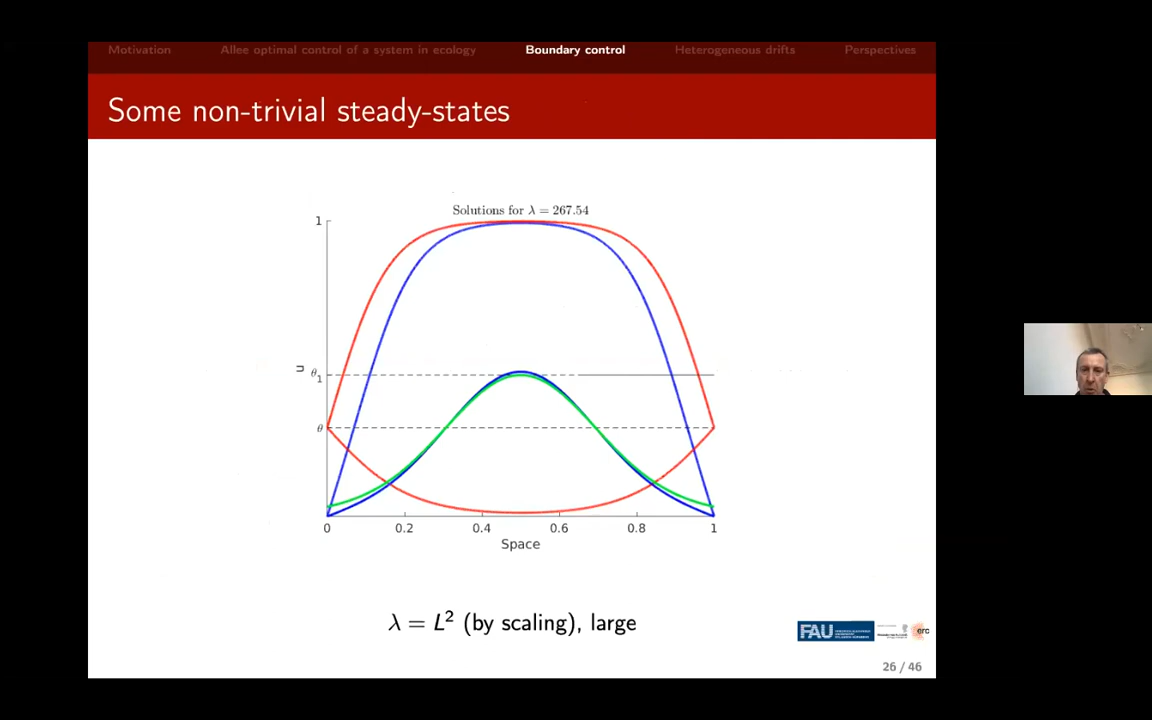 Motivation Allee optimal control of a system in ecology Boundary control Heterogeneous drifts Perspectives
Some non-trivial steady-states
Solutions for λ = 267.54
1
u
θ₁
θ
0 0.2 0.4 0.6 0.8 1
Space
λ = L² (by scaling), large
FAU
erc
26 / 46